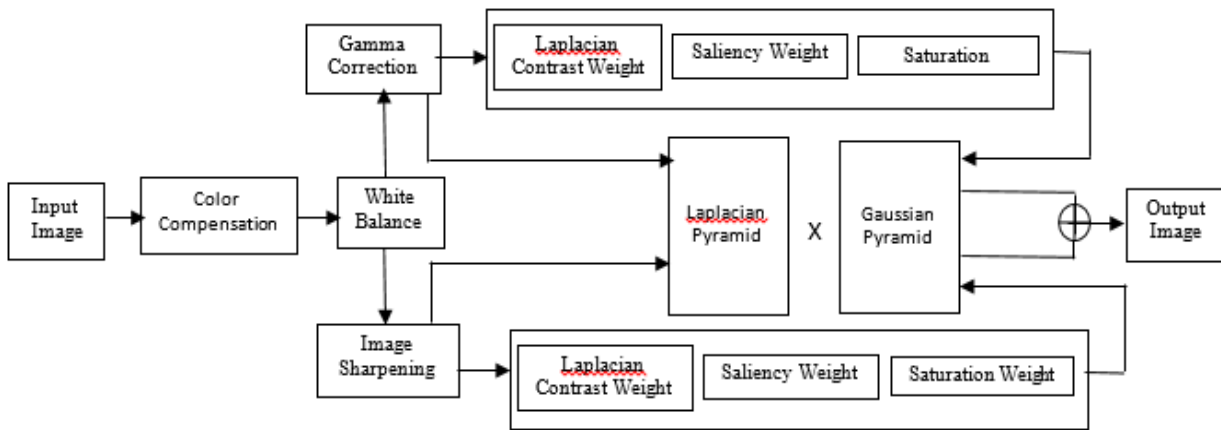 Gamma
Correction
Laplacian
Contrast Weight
Saliency Weight
Saturation
Input
Image
Color
Compensation
White
Balance
Laplacian
Pyramid
X
Gaussian
Pyramid
Output
Image
Image
Sharpening
Laplacian
Contrast Weight
Saliency Weight
Saturation Weight